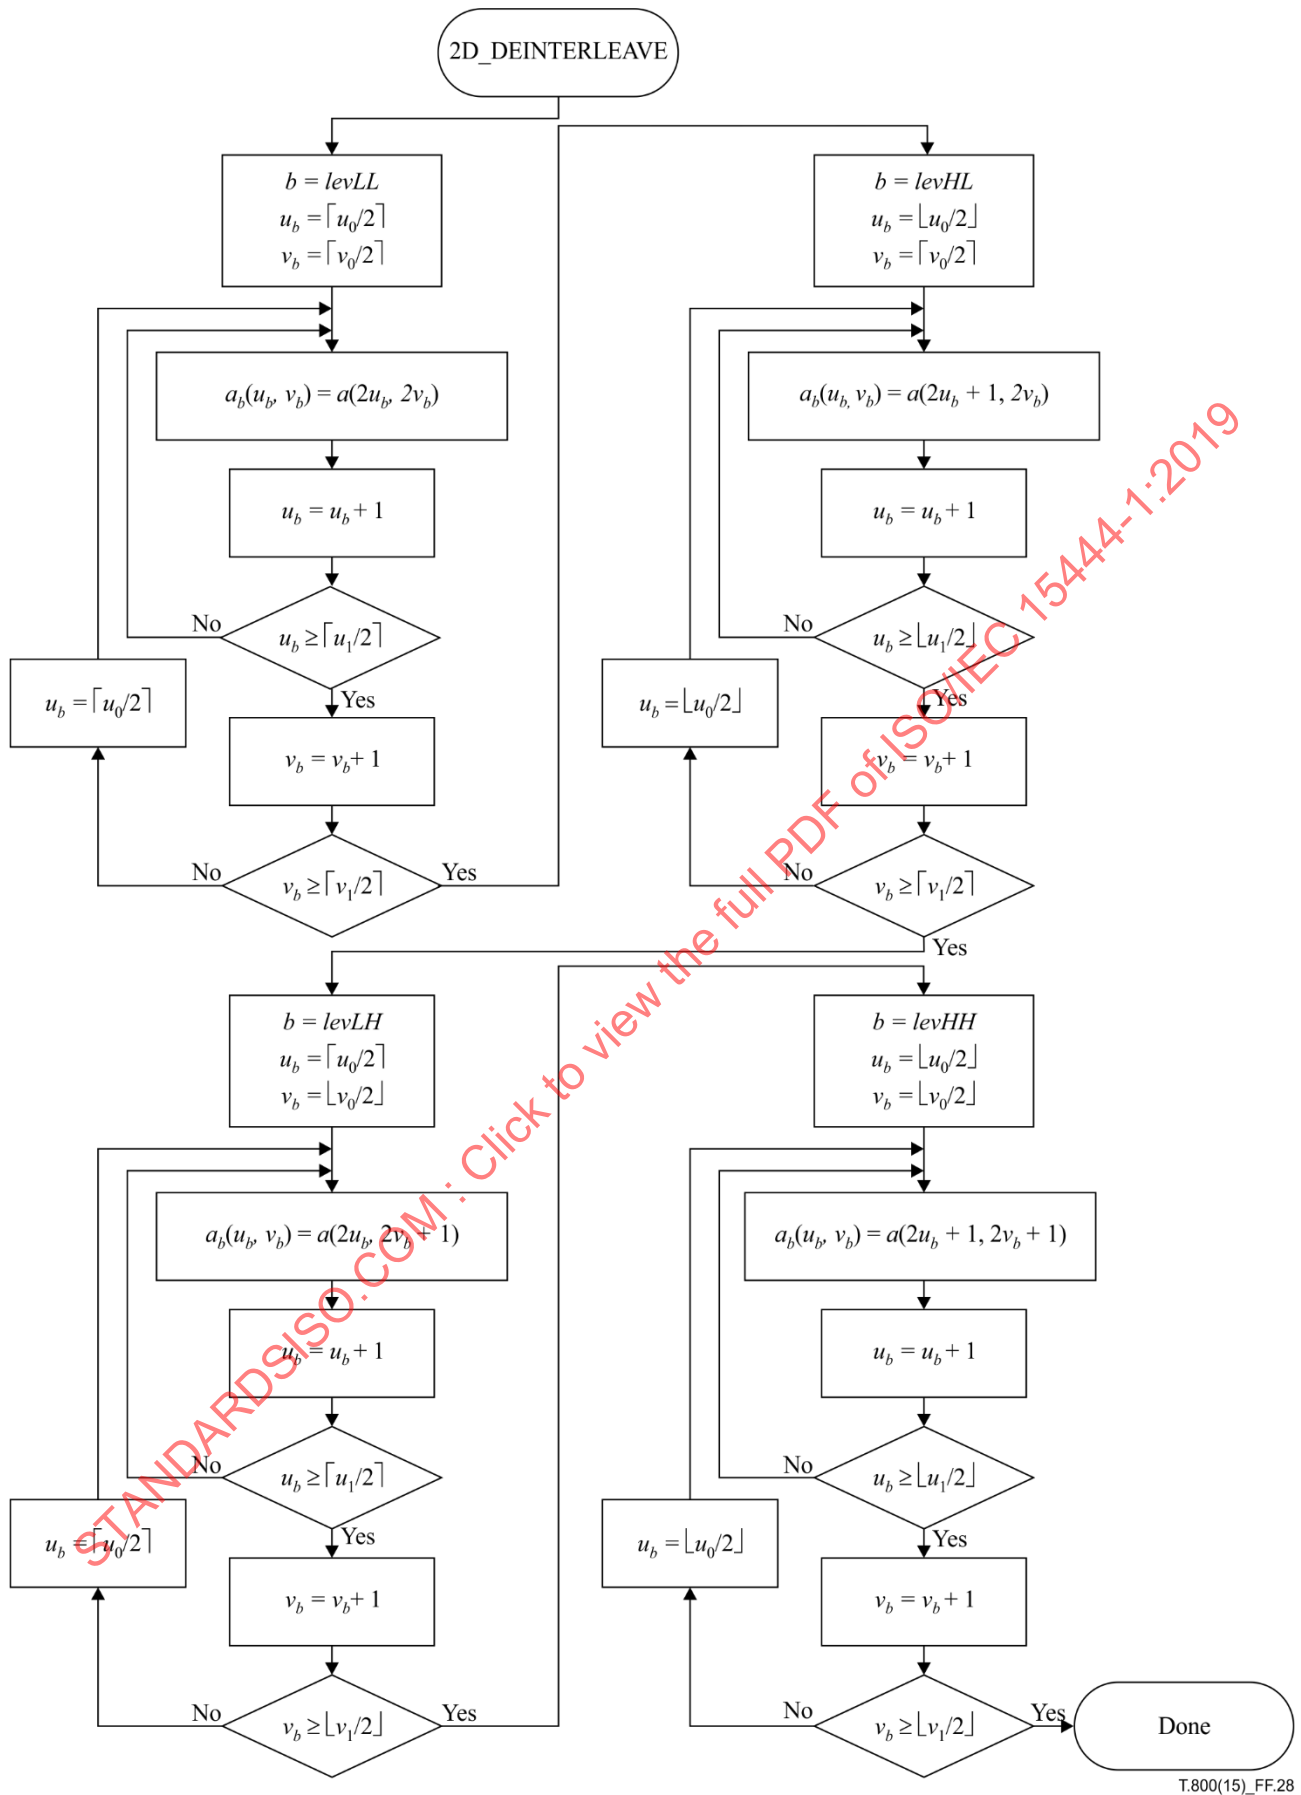 2D_DEINTERLEAVE
b = levLL
u_b = ⌈u_0/2⌉
v_b = ⌈v_0/2⌉
a_b(u_b, v_b) = a(2u_b, 2v_b)
u_b = u_b + 1
No
u_b ≥ ⌈u_1/2⌉
Yes
u_b = ⌈u_0/2⌉
v_b = v_b + 1
No
v_b ≥ ⌈v_1/2⌉
Yes
b = levHL
u_b = ⌊u_0/2⌋
v_b = ⌈v_0/2⌉
a_b(u_b, v_b) = a(2u_b + 1, 2v_b)
u_b = u_b + 1
No
u_b ≥ ⌊u_1/2⌋
Yes
u_b = ⌊u_0/2⌋
v_b = v_b + 1
No
v_b ≥ ⌈v_1/2⌉
Yes
b = levLH
u_b = ⌈u_0/2⌉
v_b = ⌊v_0/2⌋
a_b(u_b, v_b) = a(2u_b, 2v_b + 1)
u_b = u_b + 1
No
u_b ≥ ⌈u_1/2⌉
Yes
u_b = ⌈u_0/2⌉
v_b = v_b + 1
No
v_b ≥ ⌊v_1/2⌋
Yes
b = levHH
u_b = ⌊u_0/2⌋
v_b = ⌊v_0/2⌋
a_b(u_b, v_b) = a(2u_b + 1, 2v_b + 1)
u_b = u_b + 1
No
u_b ≥ ⌊u_1/2⌋
Yes
u_b = ⌊u_0/2⌋
v_b = v_b + 1
No
v_b ≥ ⌊v_1/2⌋
Yes
Done
T.800(15)_FF.28
STANDARDSISO.COM : Click to view the full PDF of ISO/IEC 15444-1:2019